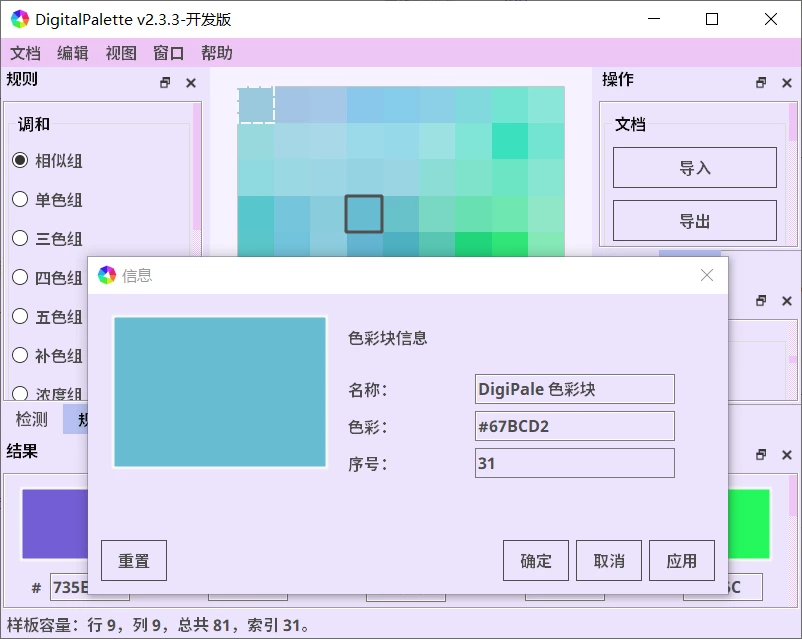 DigitalPalette v2.3.3-开发版
文档 编辑 视图 窗口 帮助
规则
调和
相似组
单色组
三色组
四色组
五色组
补色组
浓度组
检测
结果
# 735E
操作
文档
导入
导出
信息
色彩块信息
名称： DigiPale 色彩块
色彩： #67BCD2
序号： 31
重置 确定 取消 应用
样板容量：行 9，列 9，总共 81，索引 31。